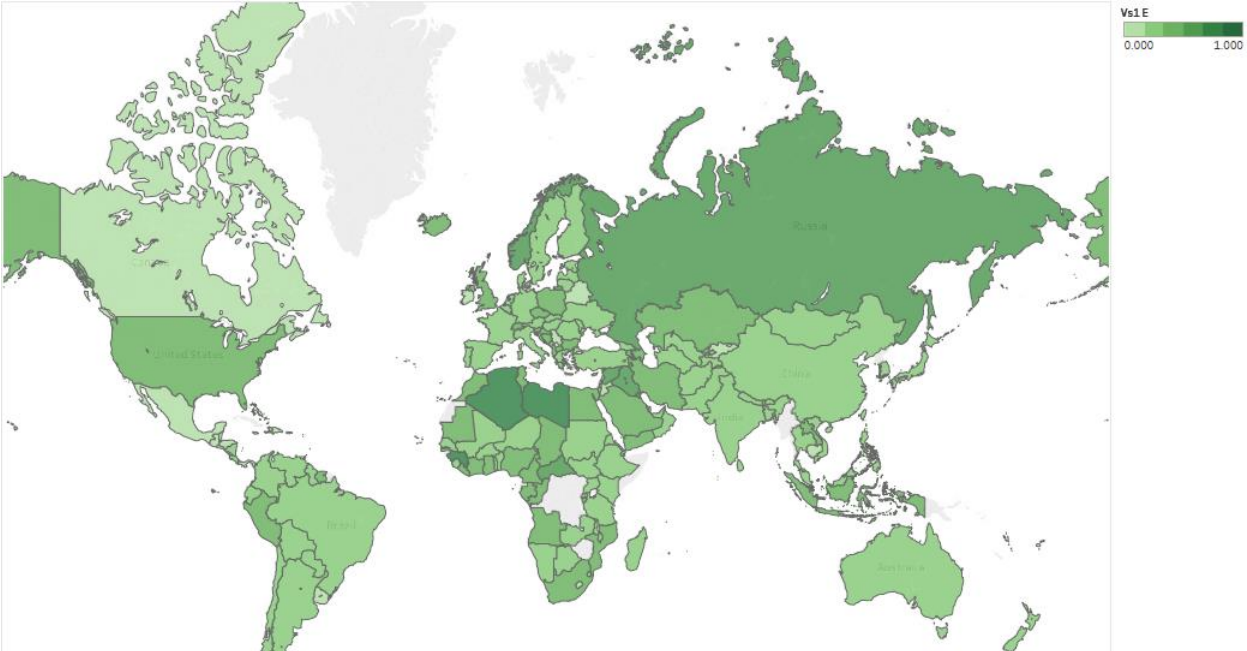 Vs1 E
0.000 1.000
Russia
United States
China
India
Brazil
Australia